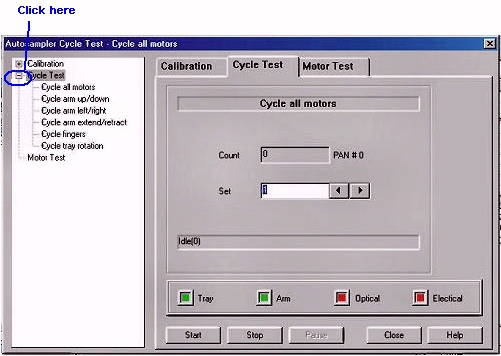 Click here
Autosampler Cycle Test - Cycle all motors
Calibration
Cycle Test
Cycle all motors
Cycle arm up/down
Cycle arm left/right
Cycle arm extend/retract
Cycle fingers
Cycle tray rotation
Motor Test
Calibration Cycle Test Motor Test
Cycle all motors
Count 0 PAN # 0
Set 1
Idle(0)
Tray Arm Optical Electical
Start Stop Pause Close Help